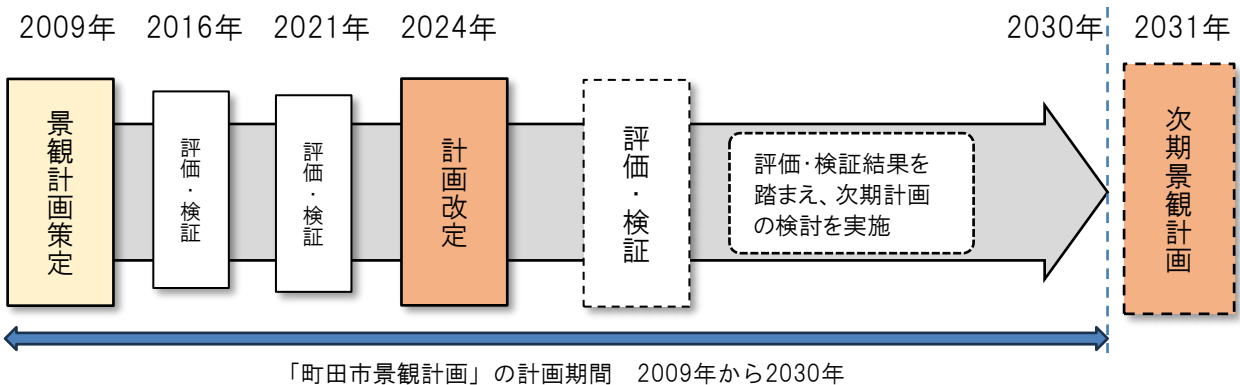 2009年 2016年 2021年 2024年 2030年 2031年
景観計画策定
評価・検証
評価・検証
計画改定
評価・検証
評価・検証結果を
踏まえ、次期計画
の検討を実施
次期景観計画
「町田市景観計画」の計画期間　2009年から2030年